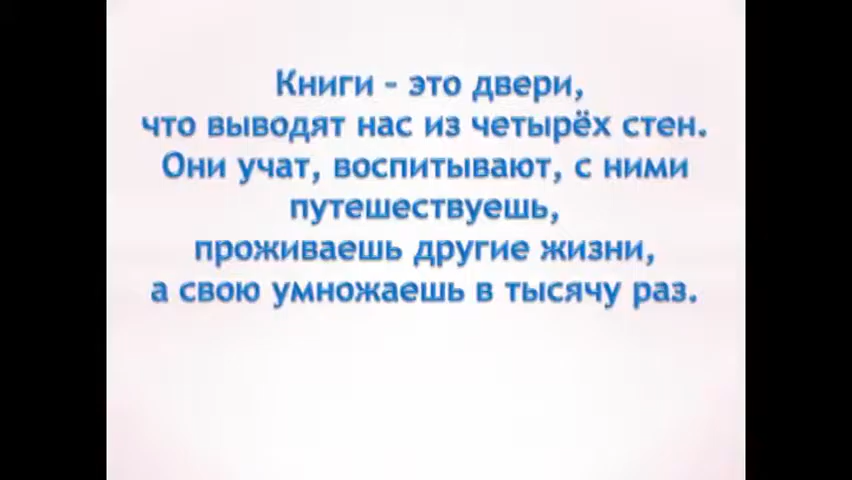 Книги - это двери,
что выводят нас из четырёх стен.
Они учат, воспитывают, с ними
путешествуешь,
проживаешь другие жизни,
а свою умножаешь в тысячу раз.